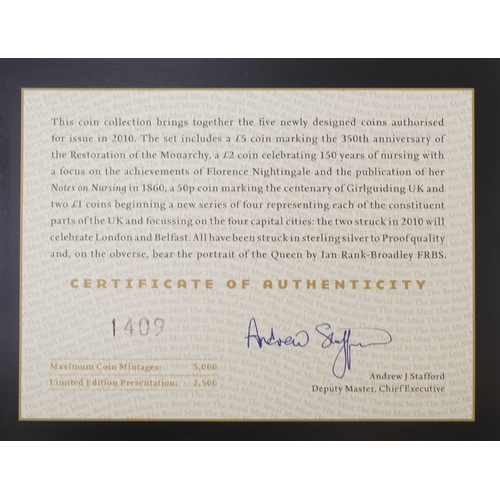 This coin collection brings together the five newly designed coins authorised
for issue in 2010. The set includes a £5 coin marking the 350th anniversary of
the Restoration of the Monarchy, a £2 coin celebrating 150 years of nursing with
a focus on the achievements of Florence Nightingale and the publication of her
Notes on Nursing in 1860, a 50p coin marking the centenary of Girlguiding UK and
two £1 coins beginning a new series of four representing each of the constituent
parts of the UK and focussing on the four capital cities: the two struck in 2010 will
celebrate London and Belfast. All have been struck in sterling silver to Proof quality
and, on the obverse, bear the portrait of the Queen by Ian Rank-Broadley FRBS.
CERTIFICATE OF AUTHENTICITY
1409
Andrew Stafford
Maximum Coin Mintages: 5,000
Limited Edition Presentation: 2,500
Andrew J Stafford
Deputy Master, Chief Executive